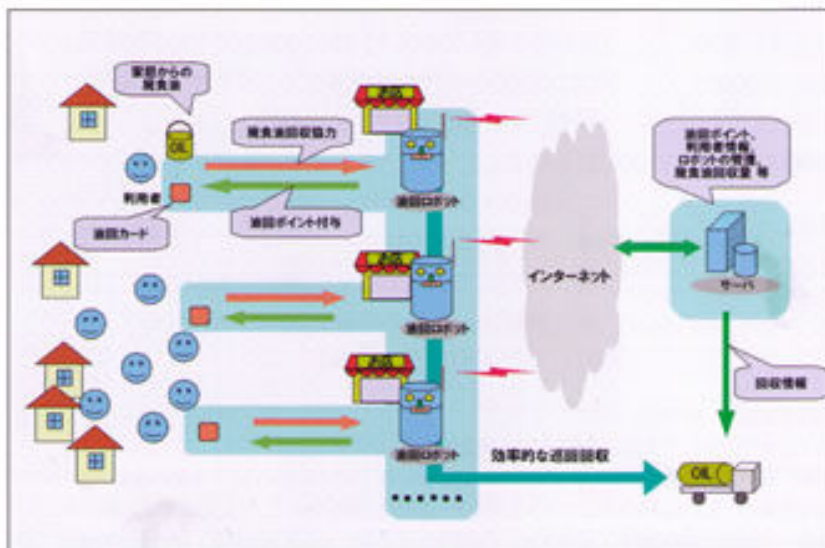 家庭からの
廃食油
OIL
廃食油回収協力
利用者
油回カード
油回ポイント付与
油回ロボット
油回ロボット
油回ロボット
インターネット
油回ポイント、
利用者情報、
ロボットの管理、
廃食油回収量 等
サーバ
回収情報
効率的な巡回回収
OIL